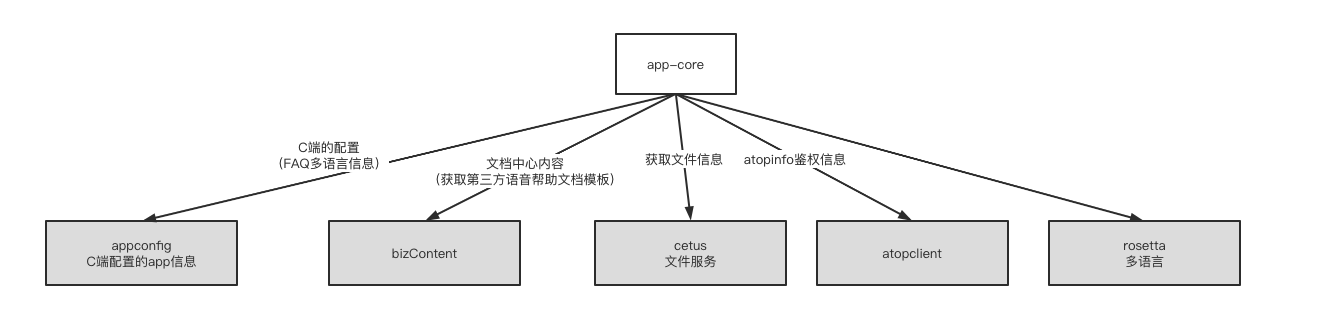 app-core
C端的配置
(FAQ多语言信息)
文档中心内容
(获取第三方语音帮助文档模板)
获取文件信息
atopinfo鉴权信息
appconfig
C端配置的app信息
bizContent
cetus
文件服务
atopclient
rosetta
多语言